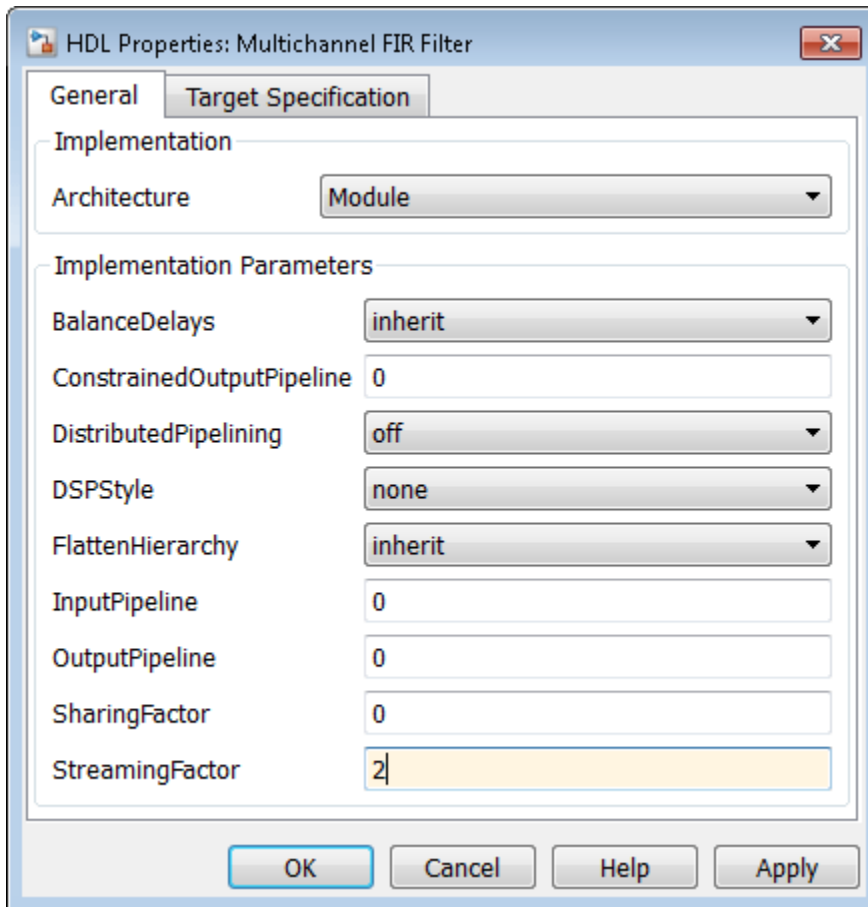 HDL Properties: Multichannel FIR Filter
General Target Specification
Implementation
Architecture Module
Implementation Parameters
BalanceDelays inherit
ConstrainedOutputPipeline 0
DistributedPipelining off
DSPStyle none
FlattenHierarchy inherit
InputPipeline 0
OutputPipeline 0
SharingFactor 0
StreamingFactor 2
OK Cancel Help Apply